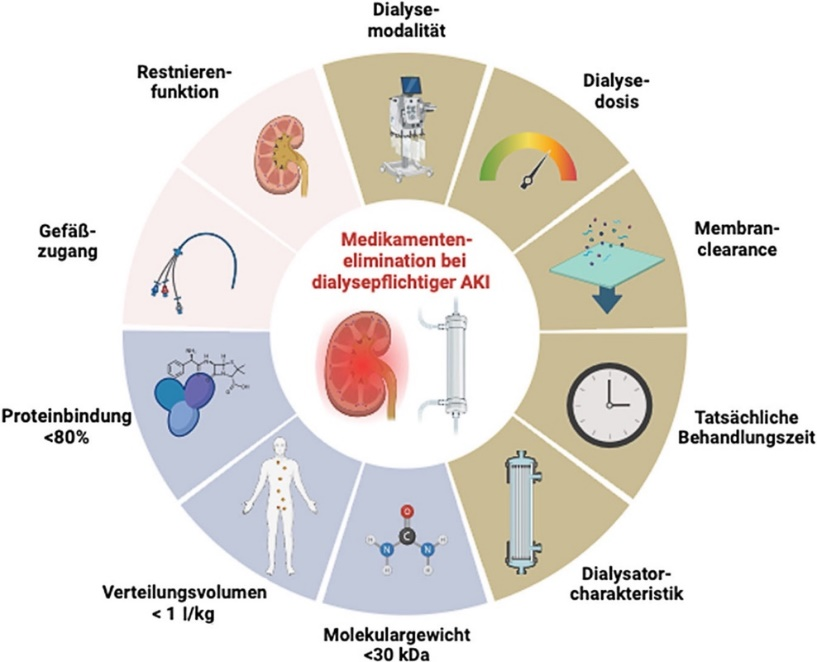 Dialyse-
modalität
Dialyse-
dosis
Membran-
clearance
Tatsächliche
Behandlungszeit
Dialysator-
charakteristik
Molekulargewicht
<30 kDa
Verteilungsvolumen
< 1 l/kg
Proteinbindung
<80%
Gefäß-
zugang
Restnieren-
funktion
Medikamenten-
elimination bei
dialysepflichtiger AKI
O
C
N
N
H
H
H
H